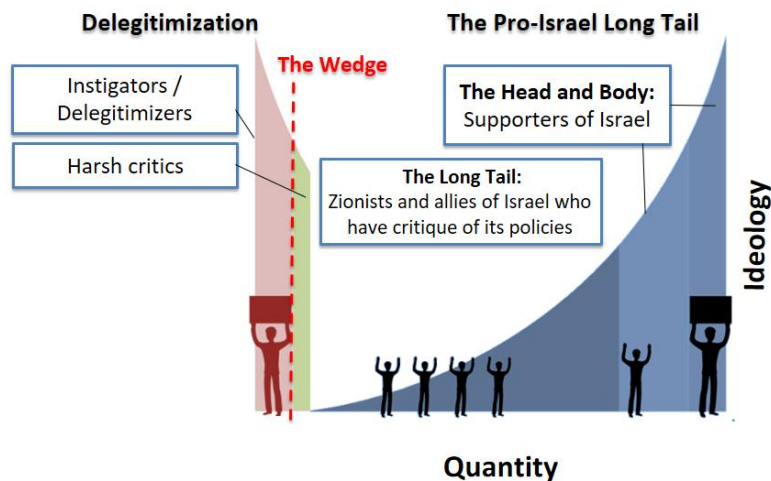 Delegitimization
The Pro-Israel Long Tail
The Wedge
Instigators /
Delegitimizers
Harsh critics
The Head and Body:
Supporters of Israel
The Long Tail:
Zionists and allies of Israel who
have critique of its policies
Ideology
Quantity